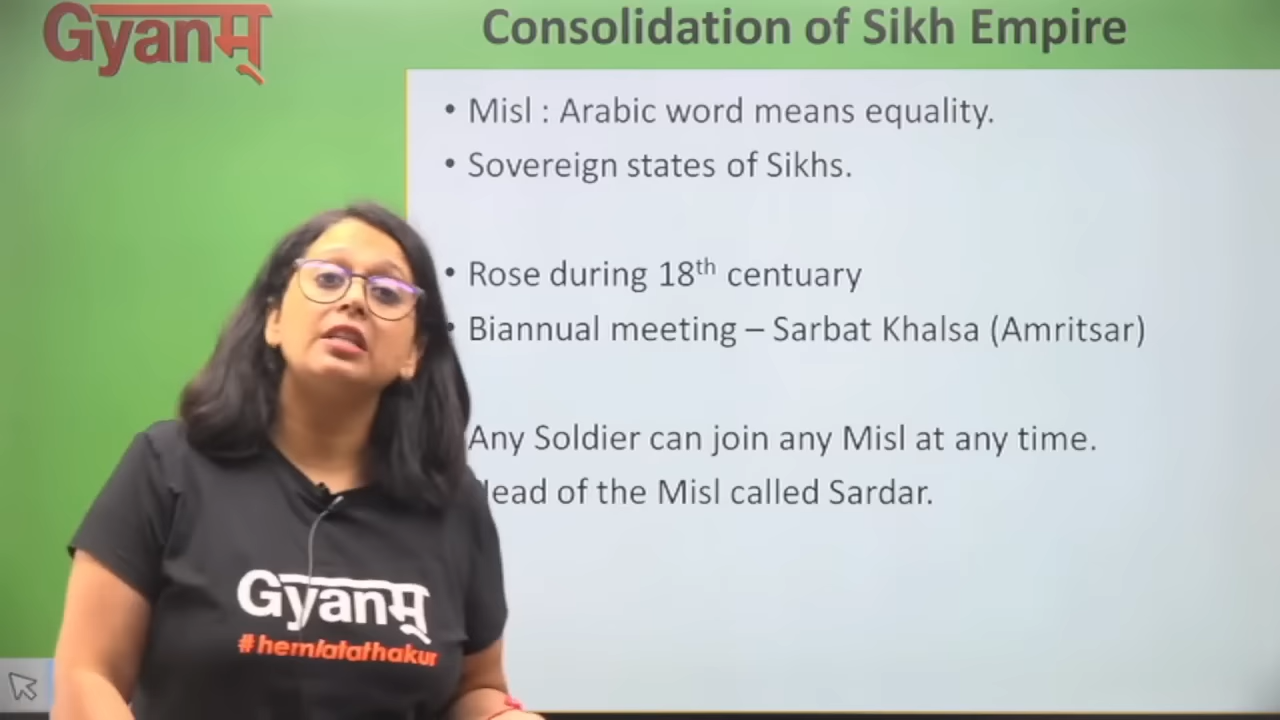 Gyanम्
Consolidation of Sikh Empire
• Misl : Arabic word means equality.
• Sovereign states of Sikhs.
• Rose during 18th centuary
• Biannual meeting – Sarbat Khalsa (Amritsar)
Any Soldier can join any Misl at any time.
Head of the Misl called Sardar.
Gyanम्
#hemlatathakur